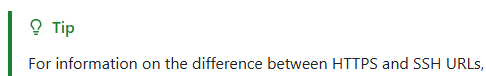 Tip
For information on the difference between HTTPS and SSH URLs,